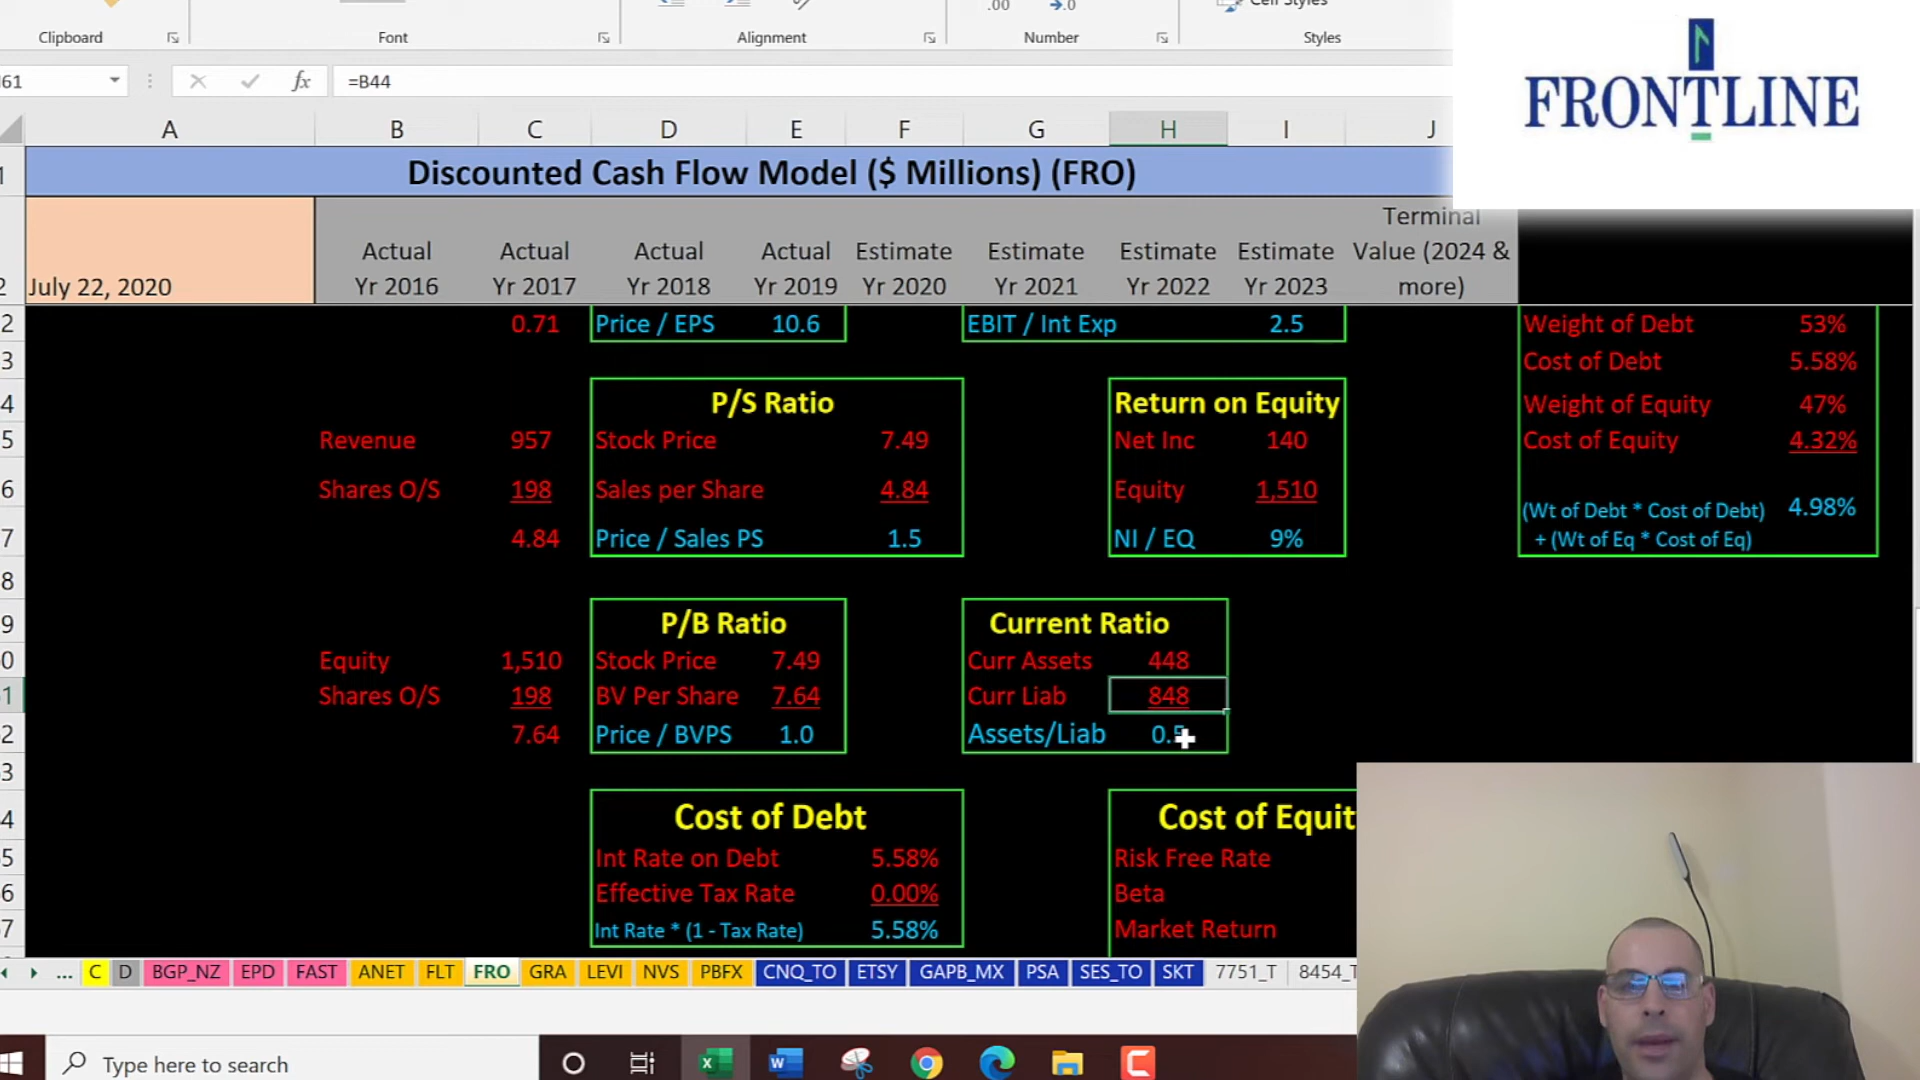 Cell Styles
Clipboard Font Alignment Number Styles
.00 .0
fx =B44
A B C D E F G H I J
Discounted Cash Flow Model ($ Millions) (FRO)
FRONTLINE
July 22, 2020
Actual Yr 2016
Actual Yr 2017
Actual Yr 2018
Actual Yr 2019
Estimate Yr 2020
Estimate Yr 2021
Estimate Yr 2022
Estimate Yr 2023
Terminal Value (2024 & more)
0.71 Price / EPS 10.6 EBIT / Int Exp 2.5 Weight of Debt 53%
Cost of Debt 5.58%
P/S Ratio Return on Equity Weight of Equity 47%
Revenue 957 Stock Price 7.49 Net Inc 140 Cost of Equity 4.32%
Shares O/S 198 Sales per Share 4.84 Equity 1,510
(Wt of Debt * Cost of Debt) 4.98%
+ (Wt of Eq * Cost of Eq)
4.84 Price / Sales PS 1.5 NI / EQ 9%
P/B Ratio Current Ratio
Equity 1,510 Stock Price 7.49 Curr Assets 448
Shares O/S 198 BV Per Share 7.64 Curr Liab 848
7.64 Price / BVPS 1.0 Assets/Liab
Cost of Debt Cost of Equit
Int Rate on Debt 5.58% Risk Free Rate
Effective Tax Rate 0.00% Beta
Int Rate * (1 - Tax Rate) 5.58% Market Return
... C D BGP_NZ EPD FAST ANET FLT FRO GRA LEVI NVS PBFX CNQ_TO ETSY GAPB_MX PSA SES_TO SKT 7751_T 8454_T
Type here to search